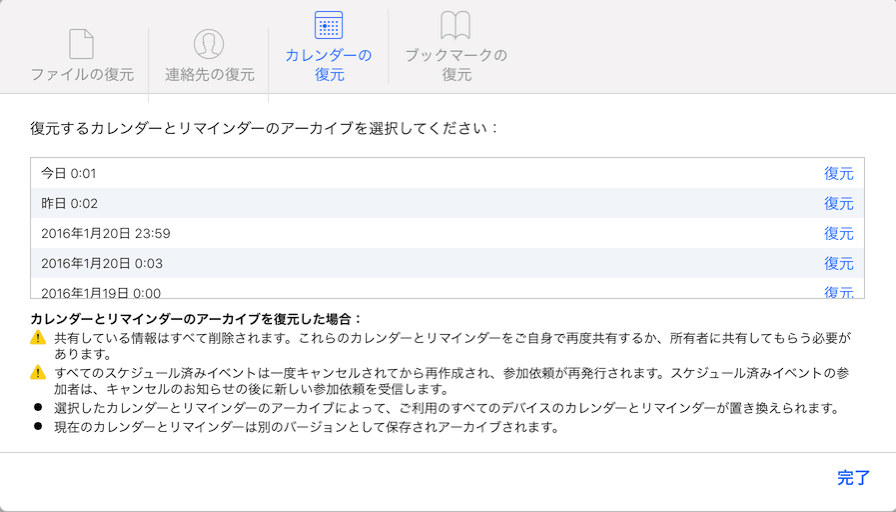 ファイルの復元
連絡先の復元
カレンダーの
復元
ブックマークの
復元
復元するカレンダーとリマインダーのアーカイブを選択してください：
今日 0:01 復元
昨日 0:02 復元
2016年1月20日 23:59 復元
2016年1月20日 0:03 復元
2016年1月19日 0:00 復元
カレンダーとリマインダーのアーカイブを復元した場合：
共有している情報はすべて削除されます。これらのカレンダーとリマインダーをご自身で再度共有するか、所有者に共有してもらう必要が
あります。
すべてのスケジュール済みイベントは一度キャンセルされてから再作成され、参加依頼が再発行されます。スケジュール済みイベントの参
加者は、キャンセルのお知らせの後に新しい参加依頼を受信します。
● 選択したカレンダーとリマインダーのアーカイブによって、ご利用のすべてのデバイスのカレンダーとリマインダーが置き換えられます。
● 現在のカレンダーとリマインダーは別のバージョンとして保存されアーカイブされます。
完了